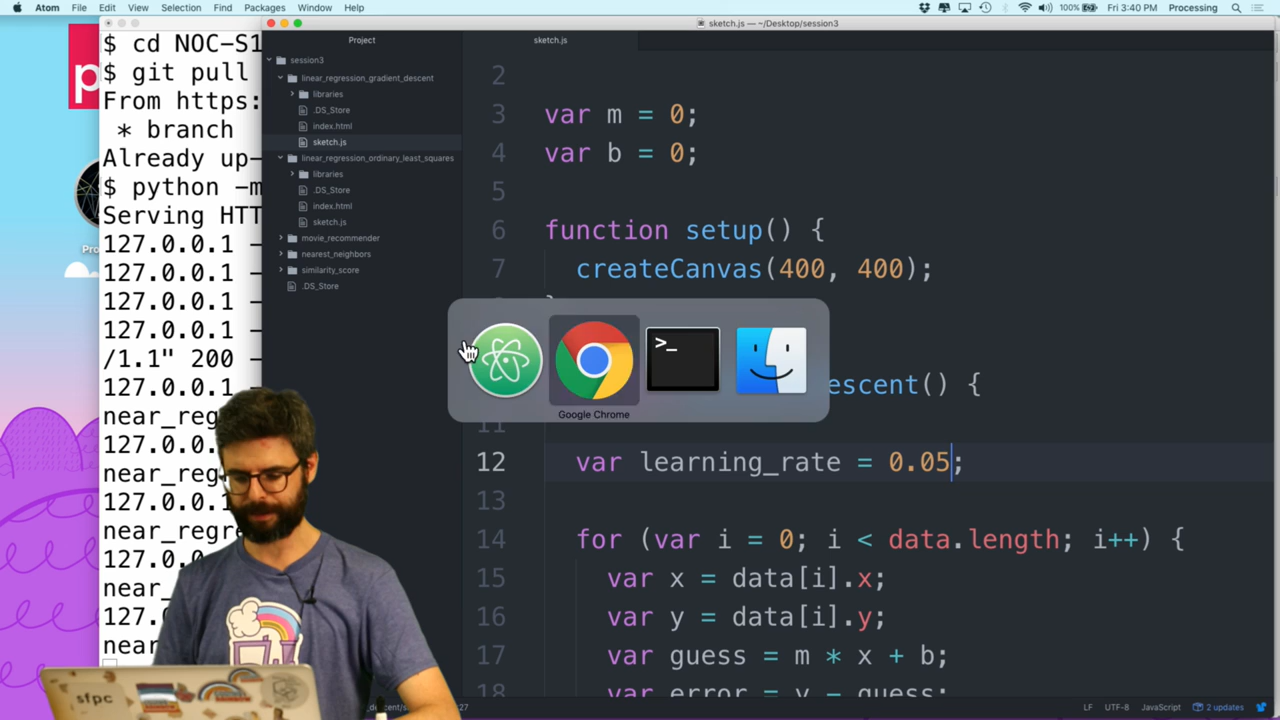 Atom File Edit View Selection Find Packages Window Help
100% Fri 3:40 PM Processing
sketch.js — ~/Desktop/session3
Project
sketch.js
session3
linear_regression_gradient_descent
libraries
.DS_Store
index.html
sketch.js
linear_regression_ordinary_least_squares
libraries
.DS_Store
index.html
sketch.js
movie_recommender
nearest_neighbors
similarity_score
.DS_Store
$ cd NOC-S1
$ git pull
From https:
* branch
Already up-
$ python -m
Serving HTT
127.0.0.1 —
127.0.0.1 —
127.0.0.1 —
127.0.0.1 —
/1.1" 200 —
127.0.0.1 —
near_reg
127.0.0
near_reg
127.0.0
near_regr
127.0.0
near_
127.0
near
2
3 var m = 0;
4 var b = 0;
5
6 function setup() {
7 createCanvas(400, 400);
escent() {
11
12 var learning_rate = 0.05;
13
14 for (var i = 0; i < data.length; i++) {
15 var x = data[i].x;
16 var y = data[i].y;
17 var guess = m * x + b;
18 var error = y - guess;
>_
Google Chrome
LF UTF-8 JavaScript 2 updates
sfpc